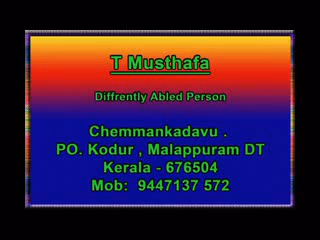 T Musthafa
Diffrently Abled Person
Chemmankadavu .
PO. Kodur , Malappuram DT
Kerala - 676504
Mob: 9447137 572